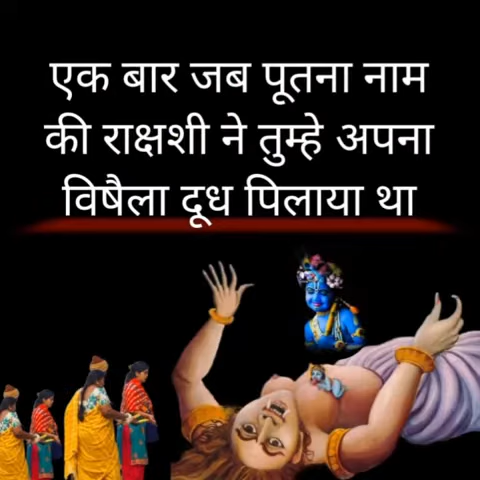 एक बार जब पूतना नाम
की राक्षशी ने तुम्हे अपना
विषैला दूध पिलाया था